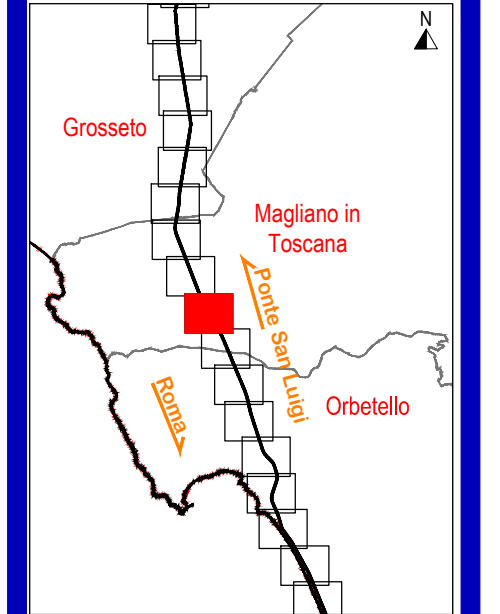 N
Grosseto
Magliano in
Toscana
Ponte San Luigi
Roma
Orbetello